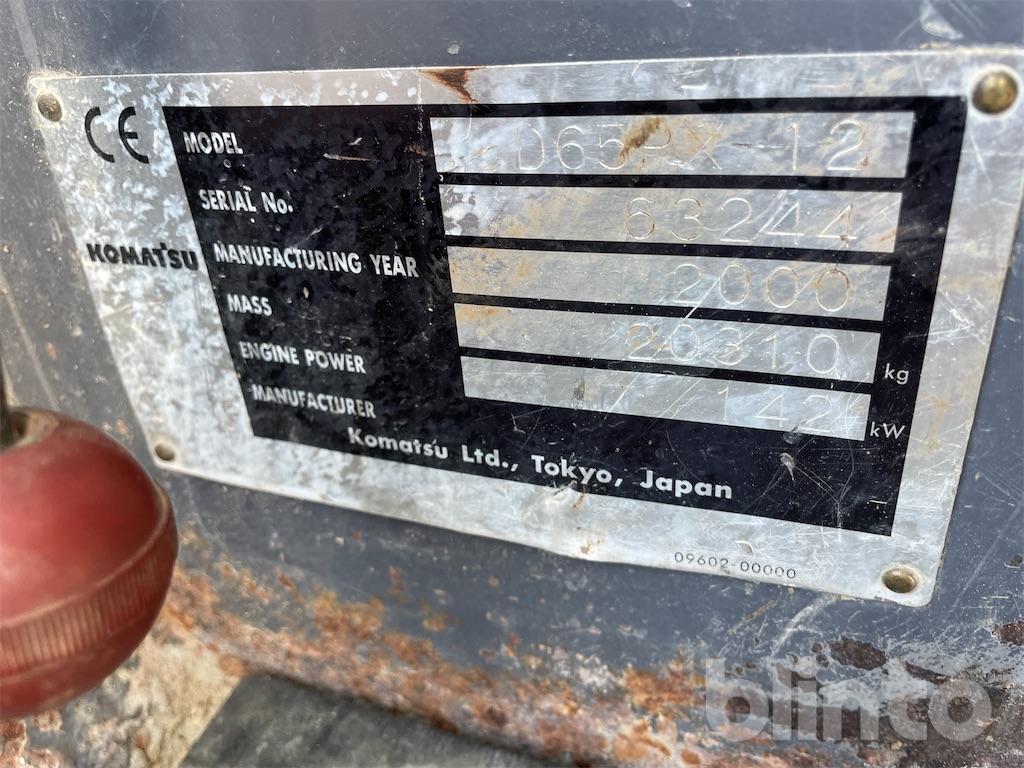 CE
MODEL D65PX-12
SERIAL No. 63244
KOMATSU
MANUFACTURING YEAR 2000
MASS 20310 kg
ENGINE POWER 142 kW
MANUFACTURER
Komatsu Ltd., Tokyo, Japan
09602-00000
blinto